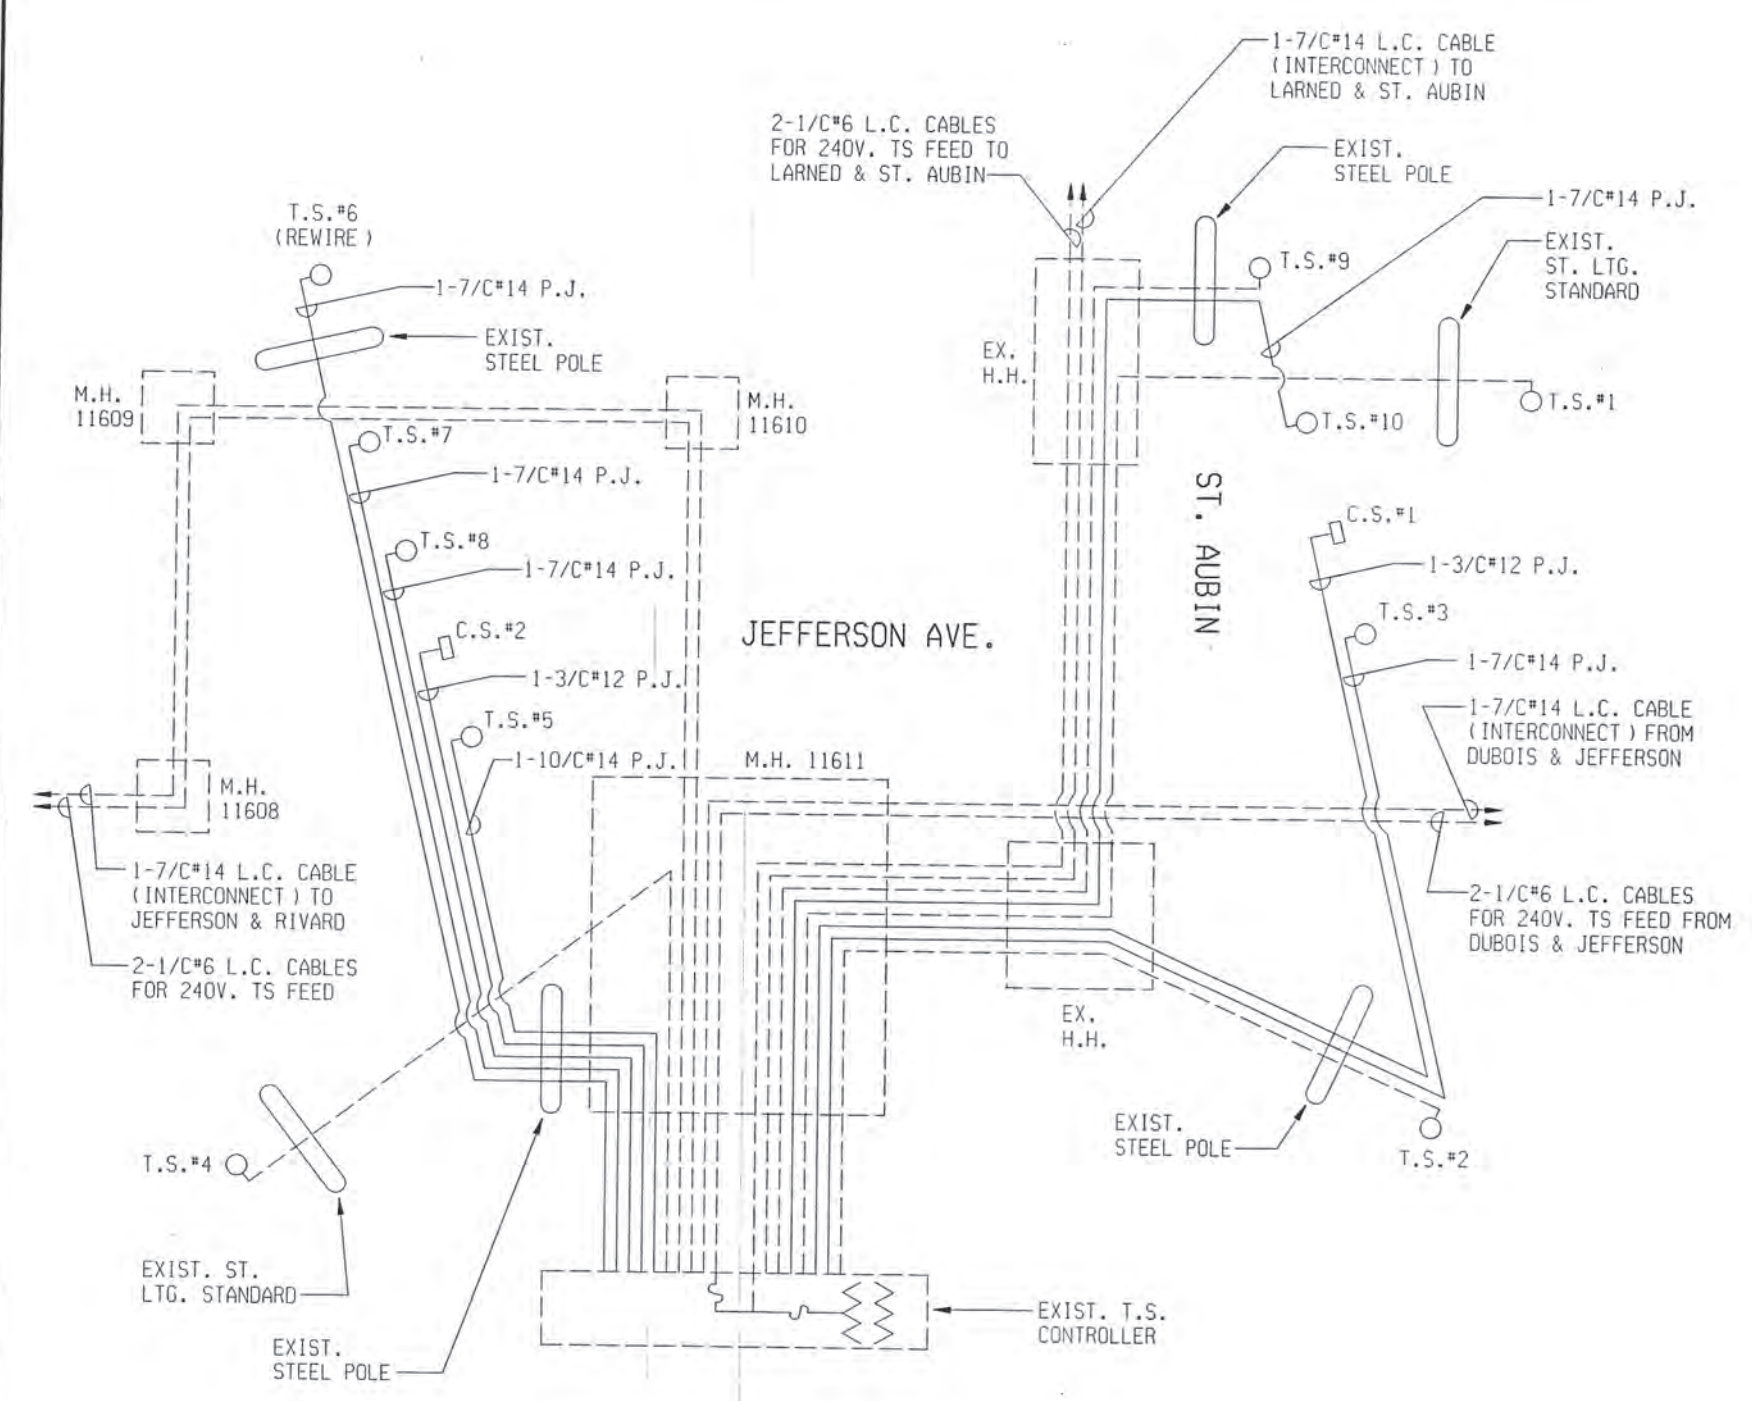 1-7/C#14 L.C. CABLE
(INTERCONNECT) TO
LARNED & ST. AUBIN
2-1/C#6 L.C. CABLES
FOR 240V. TS FEED TO
LARNED & ST. AUBIN
EXIST.
STEEL POLE
1-7/C#14 P.J.
EXIST.
ST. LTG.
STANDARD
T.S.#6
(REWIRE)
1-7/C#14 P.J.
EXIST.
STEEL POLE
T.S.#9
EX.
H.H.
T.S.#1
T.S.#10
M.H.
11609
M.H.
11610
T.S.#7
1-7/C#14 P.J.
T.S.#8
1-7/C#14 P.J.
C.S.#2
1-3/C#12 P.J.
T.S.#5
1-10/C#14 P.J.
JEFFERSON AVE.
ST. AUBIN
C.S.#1
1-3/C#12 P.J.
T.S.#3
1-7/C#14 P.J.
1-7/C#14 L.C. CABLE
(INTERCONNECT) FROM
DUBOIS & JEFFERSON
M.H. 11611
M.H.
11608
1-7/C#14 L.C. CABLE
(INTERCONNECT) TO
JEFFERSON & RIVARD
2-1/C#6 L.C. CABLES
FOR 240V. TS FEED
2-1/C#6 L.C. CABLES
FOR 240V. TS FEED FROM
DUBOIS & JEFFERSON
EX.
H.H.
EXIST.
STEEL POLE
T.S.#2
T.S.#4
EXIST. ST.
LTG. STANDARD
EXIST.
STEEL POLE
EXIST. T.S.
CONTROLLER